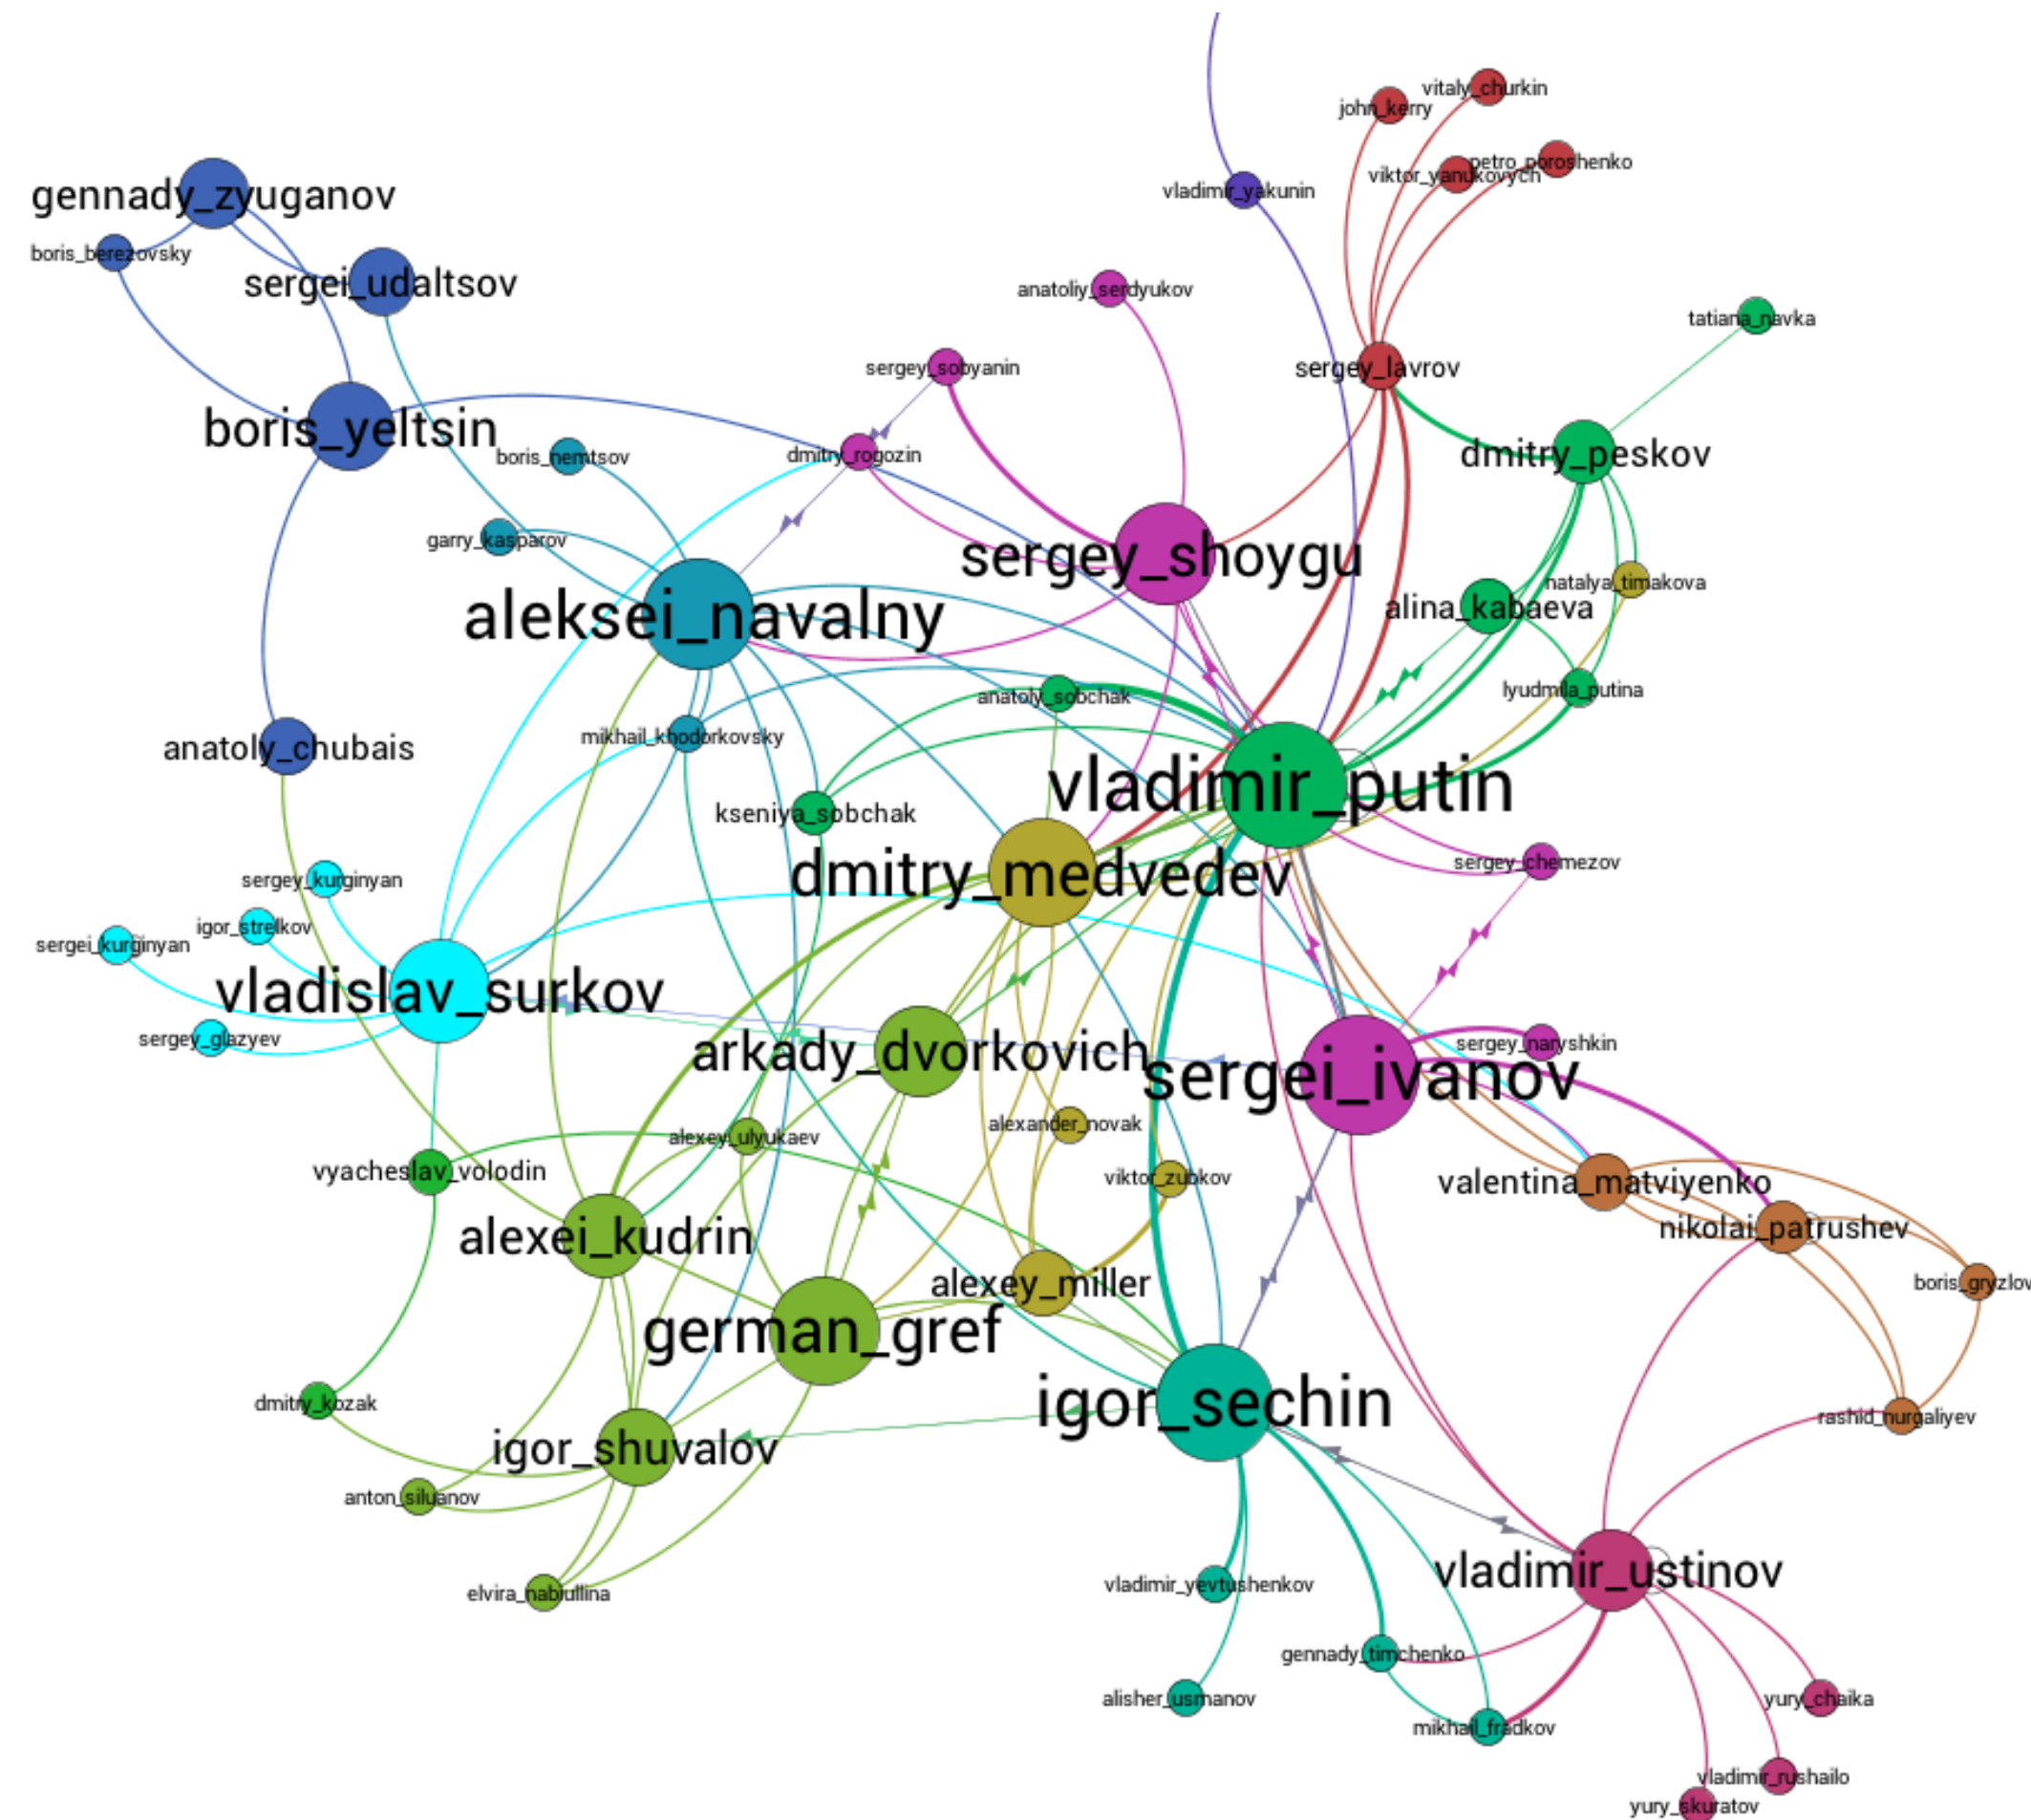 vitaly_churkin
john_kerry
petro_poroshenko
viktor_yanukovych
vladimir_yakunin
gennady_zyuganov
boris_berezovsky
sergei_udaltsov
anatoliy_serdyukov
tatiana_navka
sergey_sobyanin
sergey_lavrov
boris_yeltsin
boris_nemtsov
dmitry_rogozin
dmitry_peskov
garry_kasparov
sergey_shoygu
natalya_timakova
aleksei_navalny
alina_kabaeva
lyudmila_putina
anatoly_sobchak
mikhail_khodorkovsky
anatoly_chubais
vladimir_putin
kseniya_sobchak
sergey_chemezov
dmitry_medvedev
sergey_kurginyan
igor_strelkov
sergei_kurginyan
vladislav_surkov
sergey_glazyev
sergey_naryshkin
arkady_dvorkovich
sergei_ivanov
alexander_novak
alexey_ulyukaev
vyacheslav_volodin
viktor_zubkov
valentina_matviyenko
nikolai_patrushev
alexei_kudrin
alexey_miller
boris_gryzlov
german_gref
dmitry_kozak
igor_sechin
rashid_nurgaliyev
igor_shuvalov
anton_siluanov
vladimir_ustinov
vladimir_yevtushenkov
elvira_nabiullina
gennady_timchenko
alisher_usmanov
yury_chaika
mikhail_fradkov
vladimir_rushailo
yury_skuratov